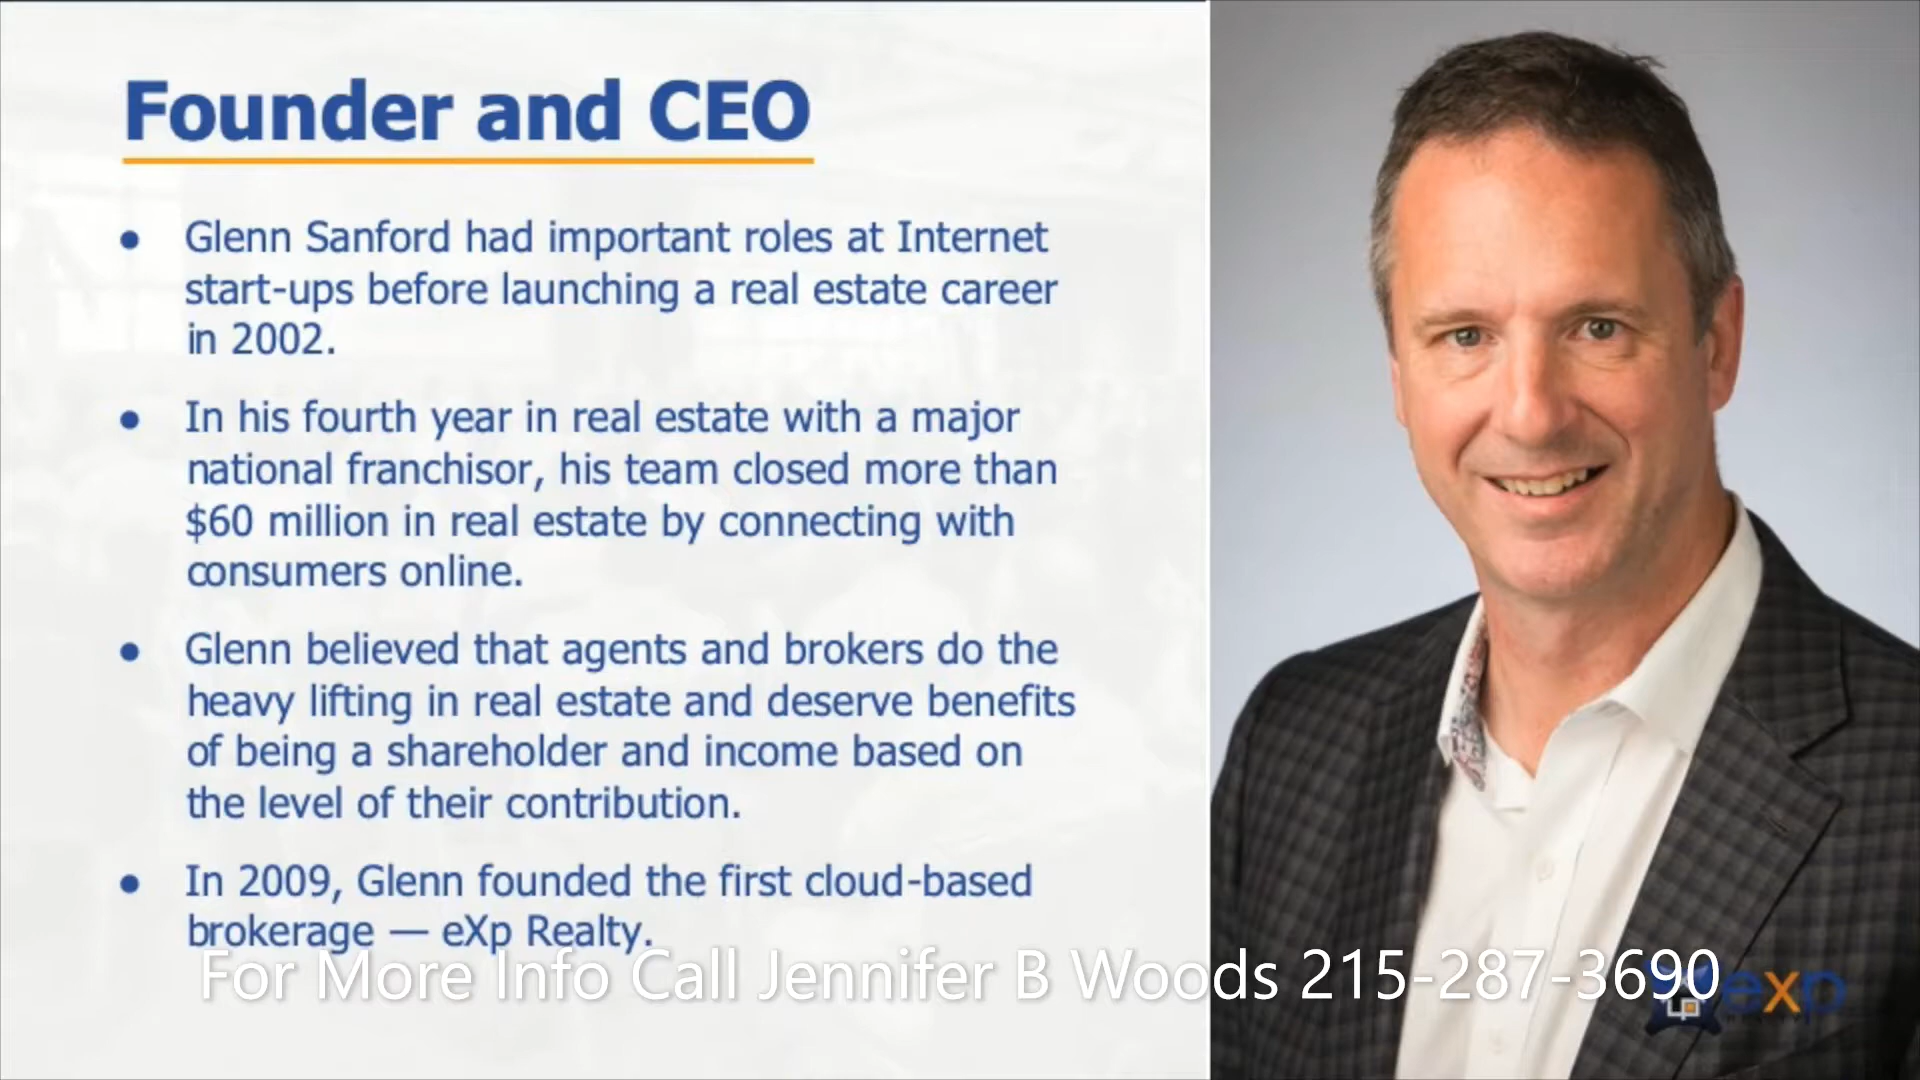 Founder and CEO
● Glenn Sanford had important roles at Internet
start-ups before launching a real estate career
in 2002.
● In his fourth year in real estate with a major
national franchisor, his team closed more than
$60 million in real estate by connecting with
consumers online.
● Glenn believed that agents and brokers do the
heavy lifting in real estate and deserve benefits
of being a shareholder and income based on
the level of their contribution.
● In 2009, Glenn founded the first cloud-based
brokerage — eXp Realty.
For More Info Call Jennifer B Woods 215-287-3690
exp